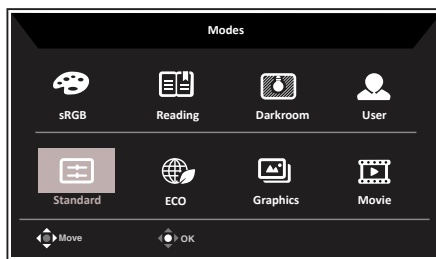 Modes
sRGB Reading Darkroom User
Standard ECO Graphics Movie
Move OK